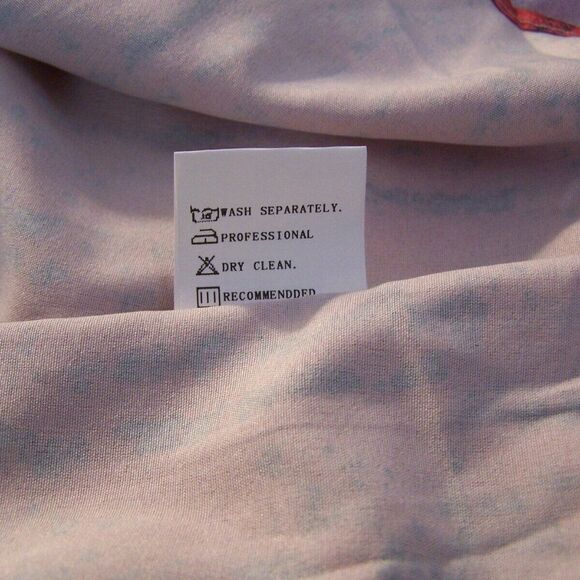 WASH SEPARATELY.
PROFESSIONAL
DRY CLEAN.
RECOMMENDDED